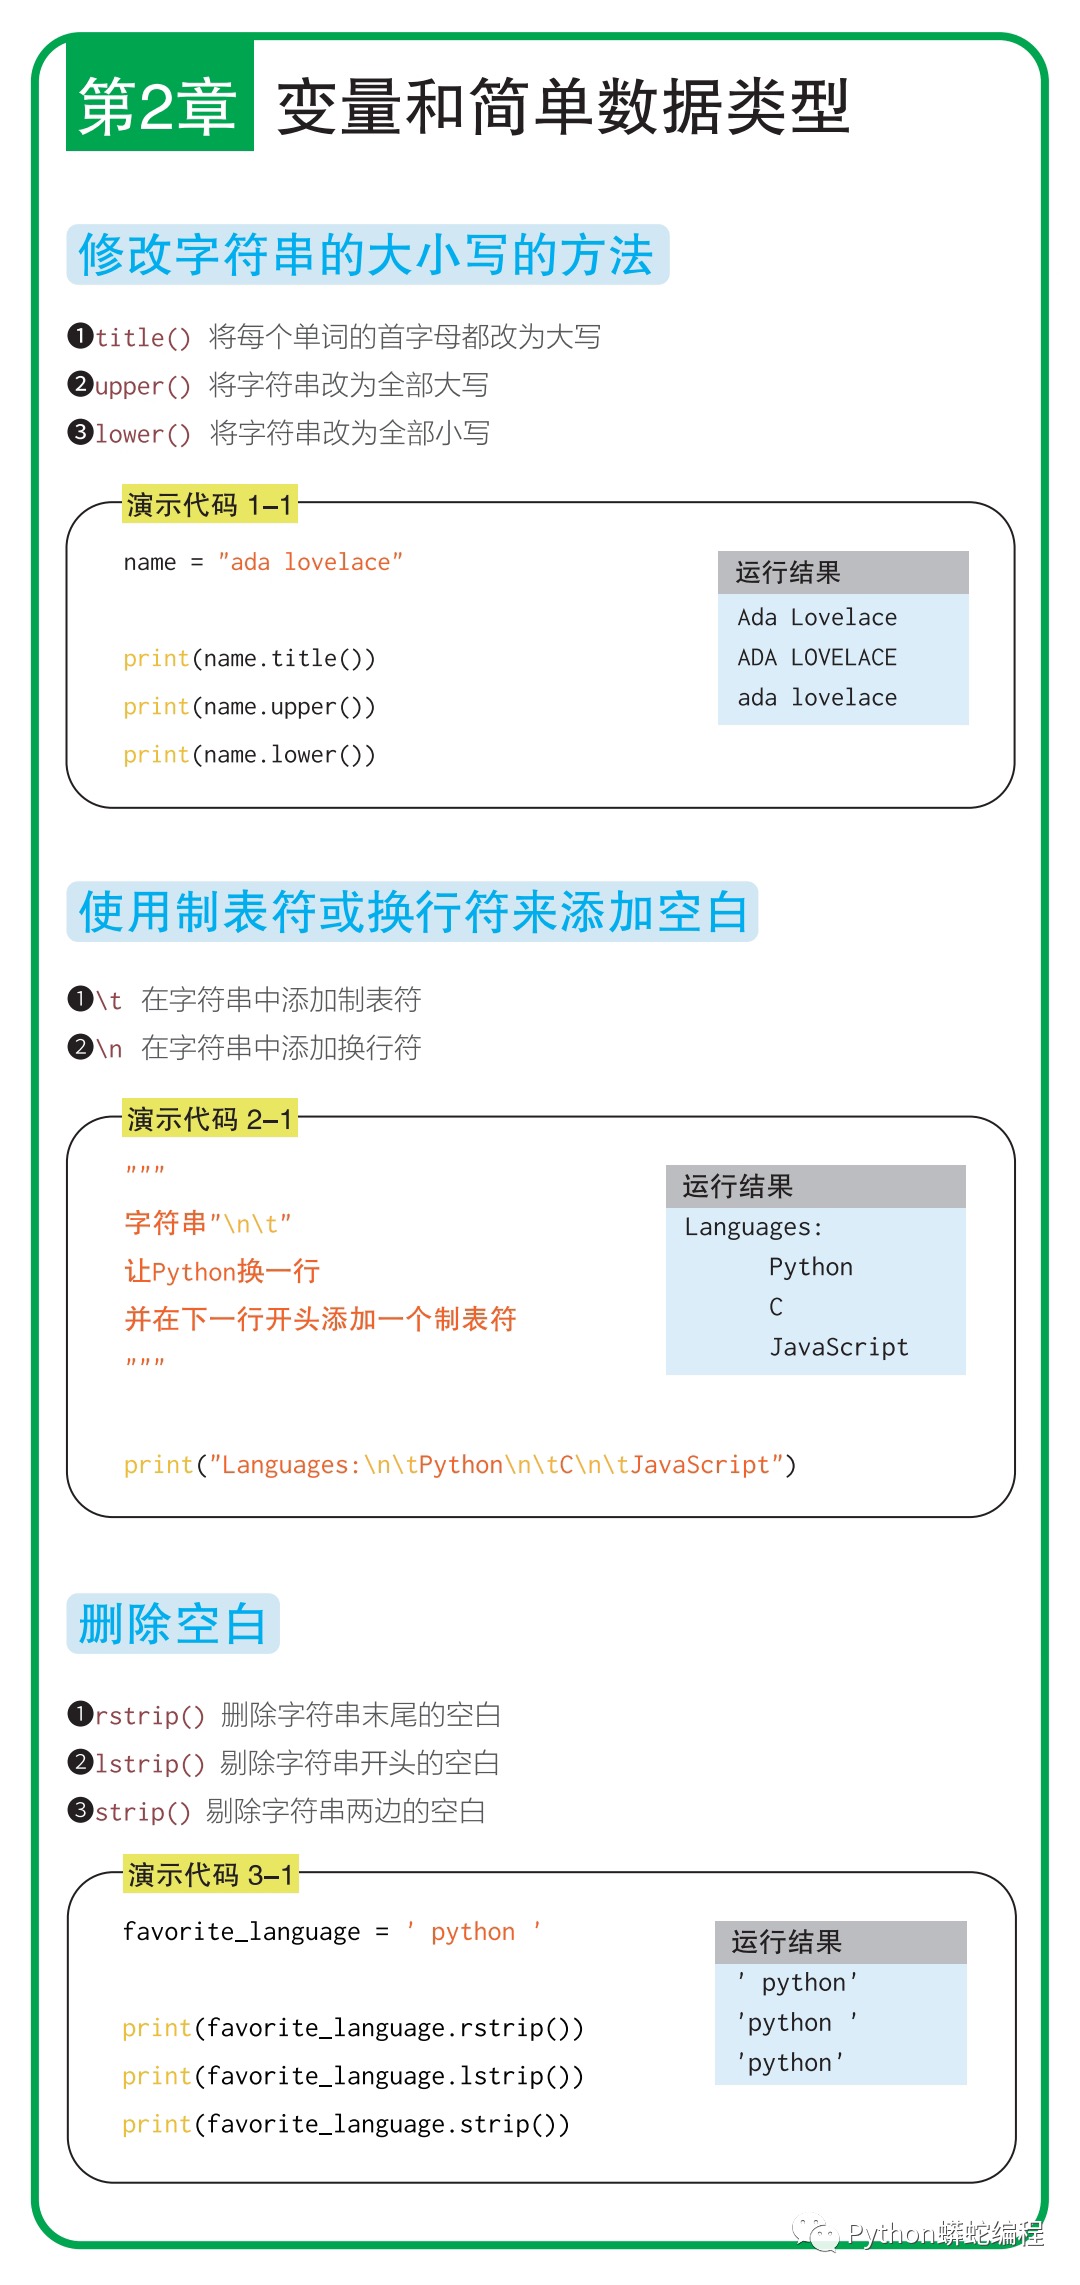 第2章 变量和简单数据类型
修改字符串的大小写的方法
❶title() 将每个单词的首字母都改为大写
❷upper() 将字符串改为全部大写
❸lower() 将字符串改为全部小写
演示代码 1–1
name = "ada lovelace"
print(name.title())
print(name.upper())
print(name.lower())
运行结果
Ada Lovelace
ADA LOVELACE
ada lovelace
使用制表符或换行符来添加空白
❶\t 在字符串中添加制表符
❷\n 在字符串中添加换行符
演示代码 2–1
"""
字符串"\n\t"
让Python换一行
并在下一行开头添加一个制表符
"""
print("Languages:\n\tPython\n\tC\n\tJavaScript")
运行结果
Languages:
Python
C
JavaScript
删除空白
❶rstrip() 删除字符串末尾的空白
❷lstrip() 剔除字符串开头的空白
❸strip() 剔除字符串两边的空白
演示代码 3–1
favorite_language = ' python '
print(favorite_language.rstrip())
print(favorite_language.lstrip())
print(favorite_language.strip())
运行结果
' python'
'python '
'python'
Python蟒蛇编程